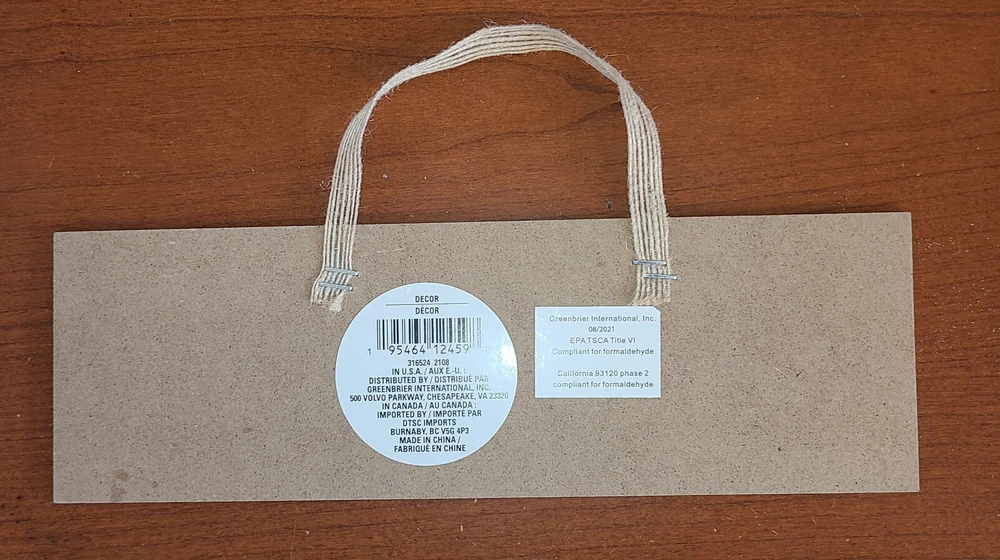 DECOR
DÉCOR
1 95464 12459
316524 2108
IN U.S.A. / AUX É.-U. :
DISTRIBUTED BY / DISTRIBUÉ PAR
GREENBRIER INTERNATIONAL, INC.
500 VOLVO PARKWAY, CHESAPEAKE, VA 23320
IN CANADA / AU CANADA :
IMPORTED BY / IMPORTÉ PAR
DTSC IMPORTS
BURNABY, BC V5G 4P3
MADE IN CHINA /
FABRIQUÉ EN CHINE
Greenbrier International, Inc.
08/2021
EPA TSCA Title VI
Compliant for formaldehyde
California 93120 phase 2
compliant for formaldehyde